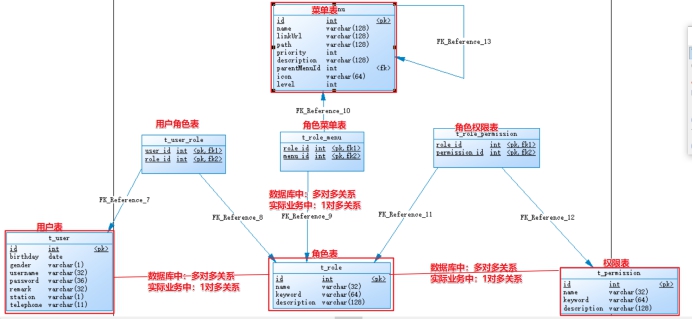 菜单表
nu
id int <pk>
name varchar(128)
linkUrl varchar(128)
path varchar(128)
priority int
description varchar(128)
parentMenuId int <fk>
icon varchar(64)
level int
FK_Reference_13
FK_Reference_10
用户角色表
t_user_role
user_id int <pk,fk1>
role_id int <pk,fk2>
角色菜单表
t_role_menu
role_id int <pk,fk1>
menu_id int <pk,fk2>
角色权限表
t_role_permission
role_id int <pk,fk1>
permission_id int <pk,fk2>
FK_Reference_7
FK_Reference_8
数据库中：多对多关系
实际业务中：1对多关系
FK_Reference_9
FK_Reference_11
FK_Reference_12
用户表
t_user
id int <pk>
birthday date
gender varchar(1)
username varchar(32)
password varchar(36)
remark varchar(32)
station varchar(1)
telephone varchar(11)
数据库中：多对多关系
实际业务中：1对多关系
角色表
t_role
id int <pk>
name varchar(32)
keyword varchar(64)
description varchar(128)
数据库中：多对多关系
实际业务中：1对多关系
权限表
t_permission
id int <pk>
name varchar(32)
keyword varchar(64)
description varchar(128)